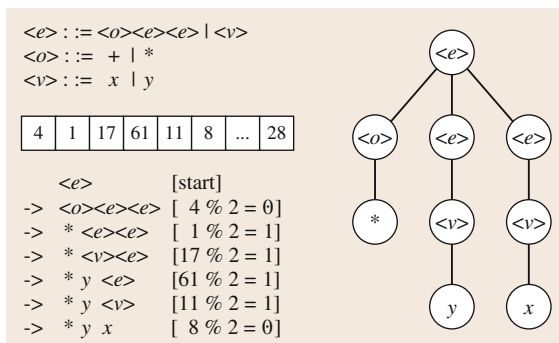 <e> : := <o><e><e> | <v>
<o> : := + | *
<v> : := x | y
4 1 17 61 11 8 ... 28
<e> [start]
-> <o><e><e> [ 4 % 2 = 0]
-> * <e><e> [ 1 % 2 = 1]
-> * <v><e> [17 % 2 = 1]
-> * y <e> [61 % 2 = 1]
-> * y <v> [11 % 2 = 1]
-> * y x [ 8 % 2 = 0]
<e>
<o> <e> <e>
* <v> <v>
y x